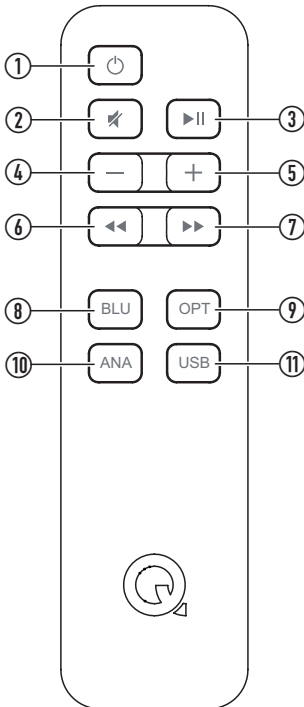 ①
② ③
④ − + ⑤
⑥ ⑦
⑧ BLU OPT ⑨
⑩ ANA USB ⑪